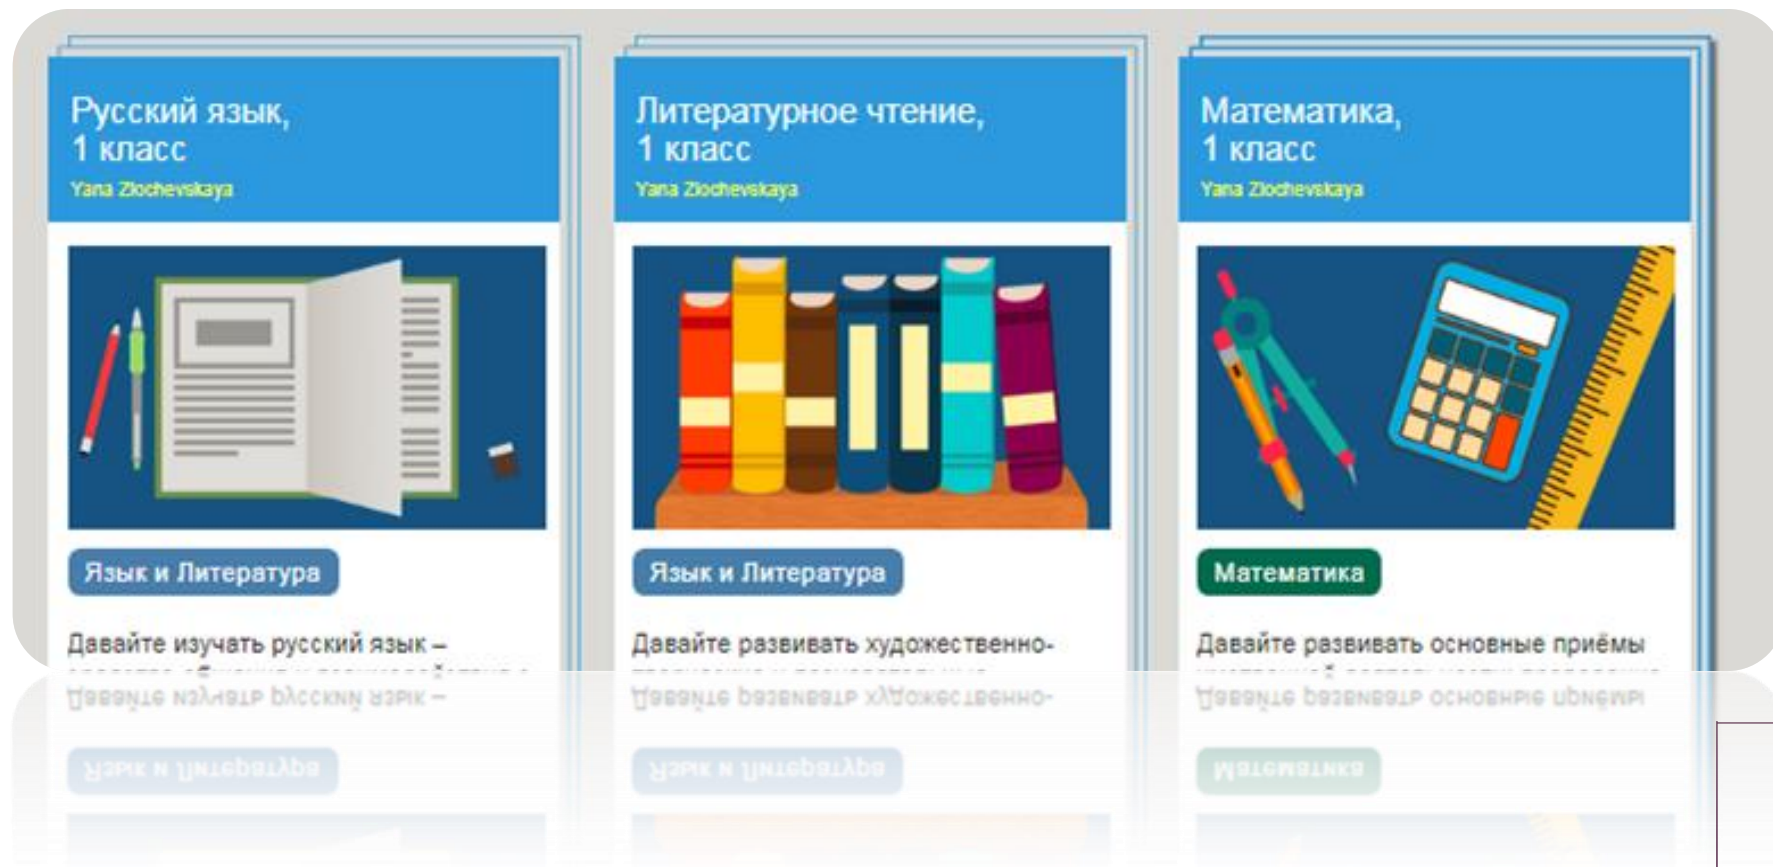 Русский язык,
1 класс
Yana Zlochevskaya
Язык и Литература
Давайте изучать русский язык –
Литературное чтение,
1 класс
Yana Zlochevskaya
Язык и Литература
Давайте развивать художественно-
Математика,
1 класс
Yana Zlochevskaya
Математика
Давайте развивать основные приёмы